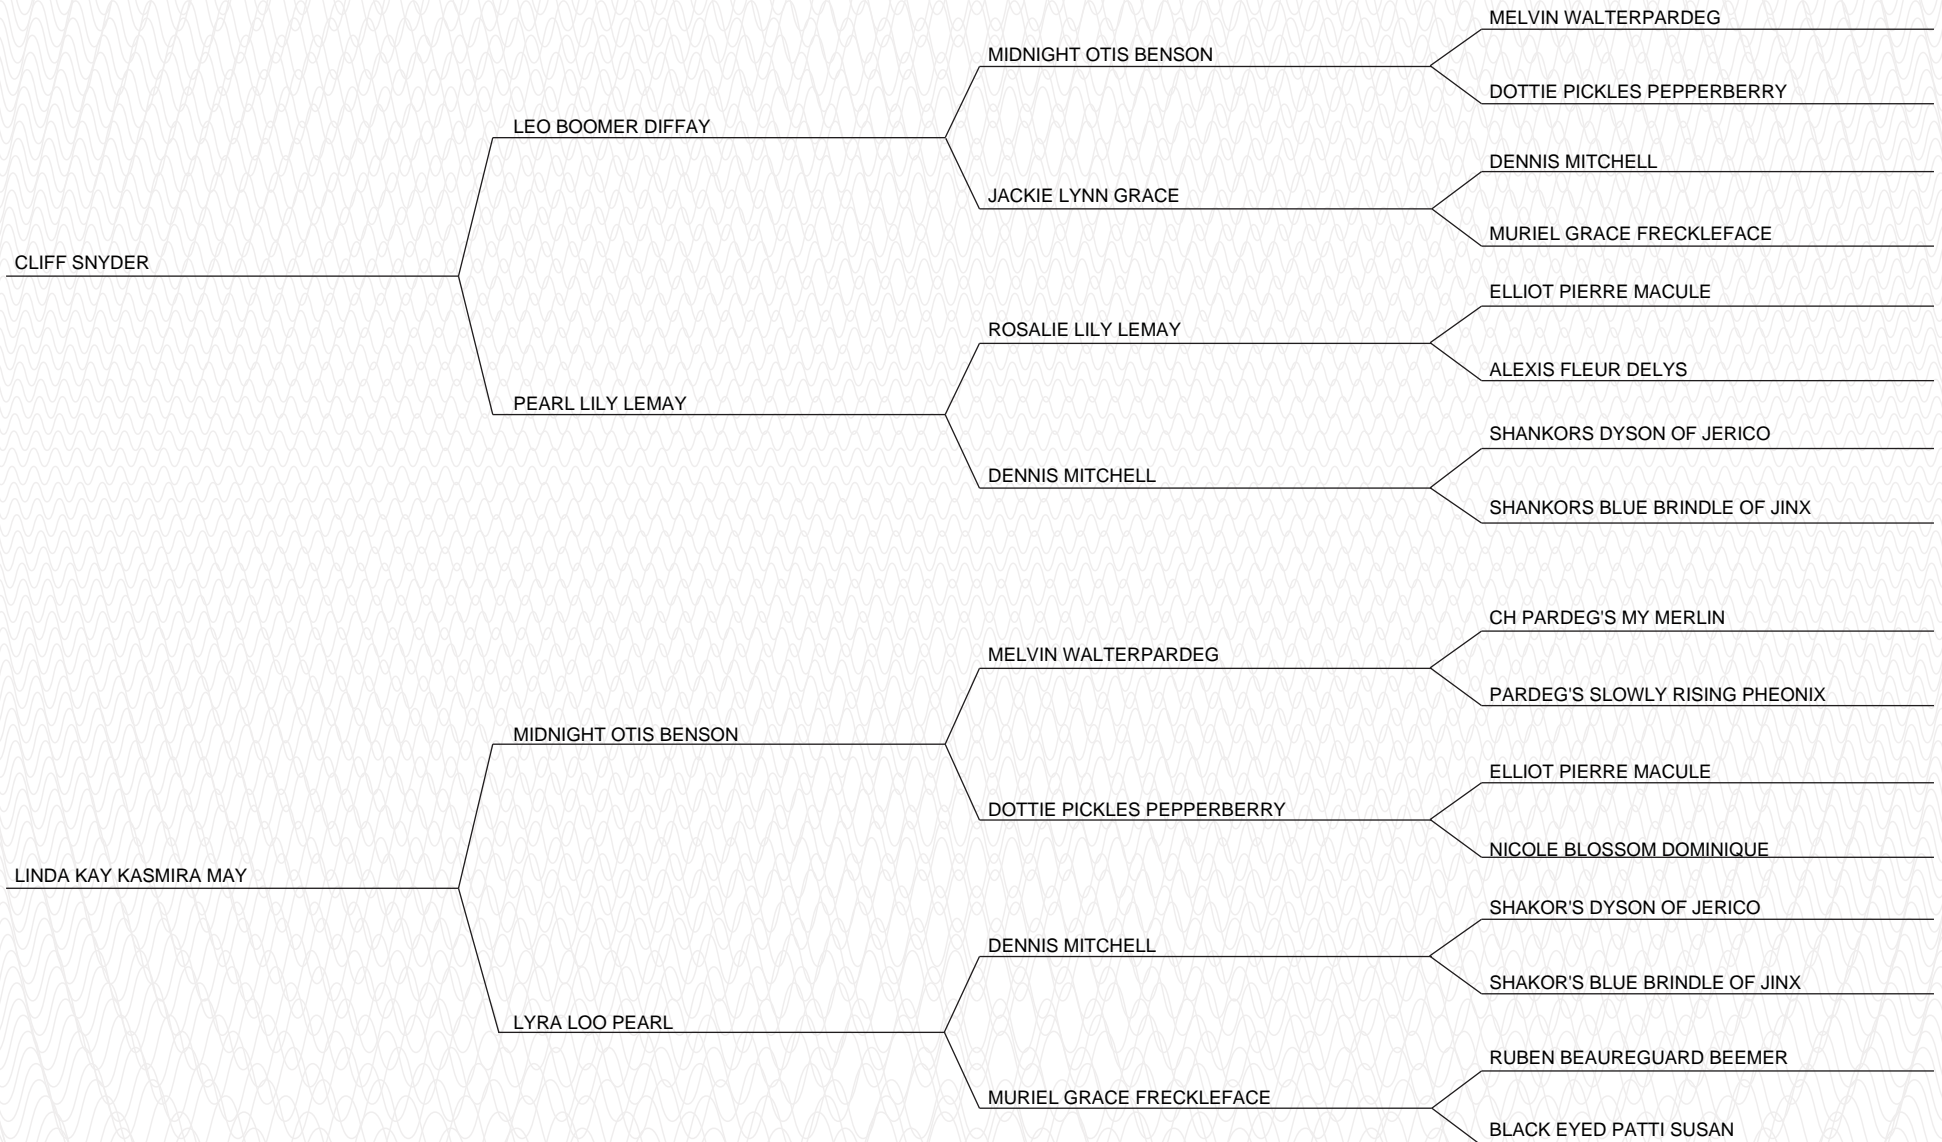 MELVIN WALTERPARDEG
MIDNIGHT OTIS BENSON
DOTTIE PICKLES PEPPERBERRY
LEO BOOMER DIFFAY
DENNIS MITCHELL
JACKIE LYNN GRACE
MURIEL GRACE FRECKLEFACE
CLIFF SNYDER
ELLIOT PIERRE MACULE
ROSALIE LILY LEMAY
ALEXIS FLEUR DELYS
PEARL LILY LEMAY
SHANKORS DYSON OF JERICO
DENNIS MITCHELL
SHANKORS BLUE BRINDLE OF JINX
CH PARDEG'S MY MERLIN
MELVIN WALTERPARDEG
PARDEG'S SLOWLY RISING PHEONIX
MIDNIGHT OTIS BENSON
ELLIOT PIERRE MACULE
DOTTIE PICKLES PEPPERBERRY
NICOLE BLOSSOM DOMINIQUE
LINDA KAY KASMIRA MAY
SHAKOR'S DYSON OF JERICO
DENNIS MITCHELL
SHAKOR'S BLUE BRINDLE OF JINX
LYRA LOO PEARL
RUBEN BEAUREGUARD BEEMER
MURIEL GRACE FRECKLEFACE
BLACK EYED PATTI SUSAN